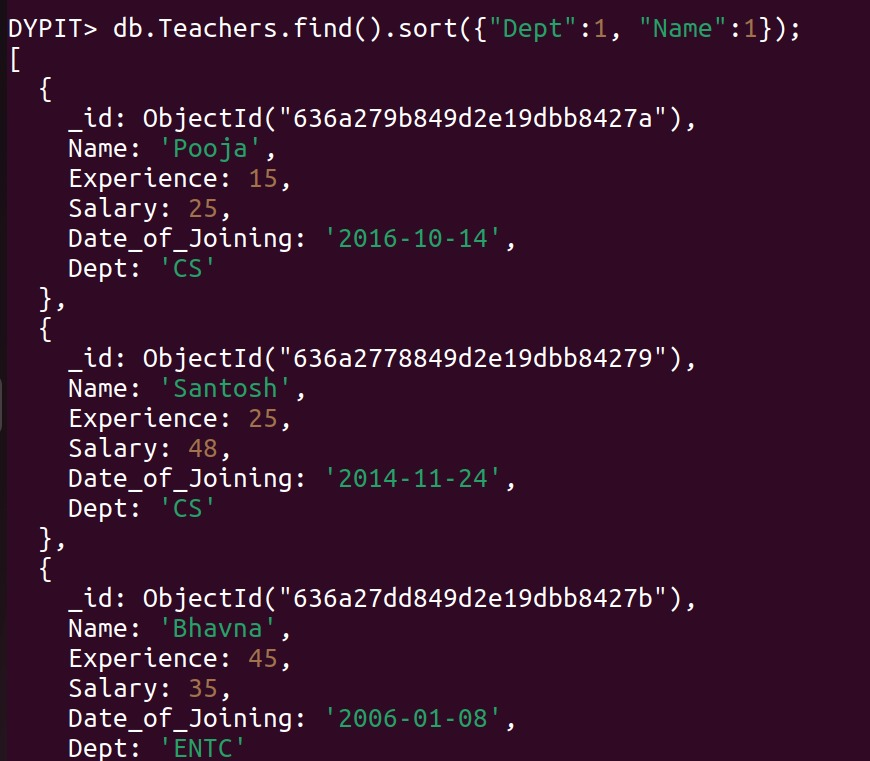 DYPIT> db.Teachers.find().sort({"Dept":1, "Name":1});
[
  {
    _id: ObjectId("636a279b849d2e19dbb8427a"),
    Name: 'Pooja',
    Experience: 15,
    Salary: 25,
    Date_of_Joining: '2016-10-14',
    Dept: 'CS'
  },
  {
    _id: ObjectId("636a2778849d2e19dbb84279"),
    Name: 'Santosh',
    Experience: 25,
    Salary: 48,
    Date_of_Joining: '2014-11-24',
    Dept: 'CS'
  },
  {
    _id: ObjectId("636a27dd849d2e19dbb8427b"),
    Name: 'Bhavna',
    Experience: 45,
    Salary: 35,
    Date_of_Joining: '2006-01-08',
    Dept: 'ENTC'